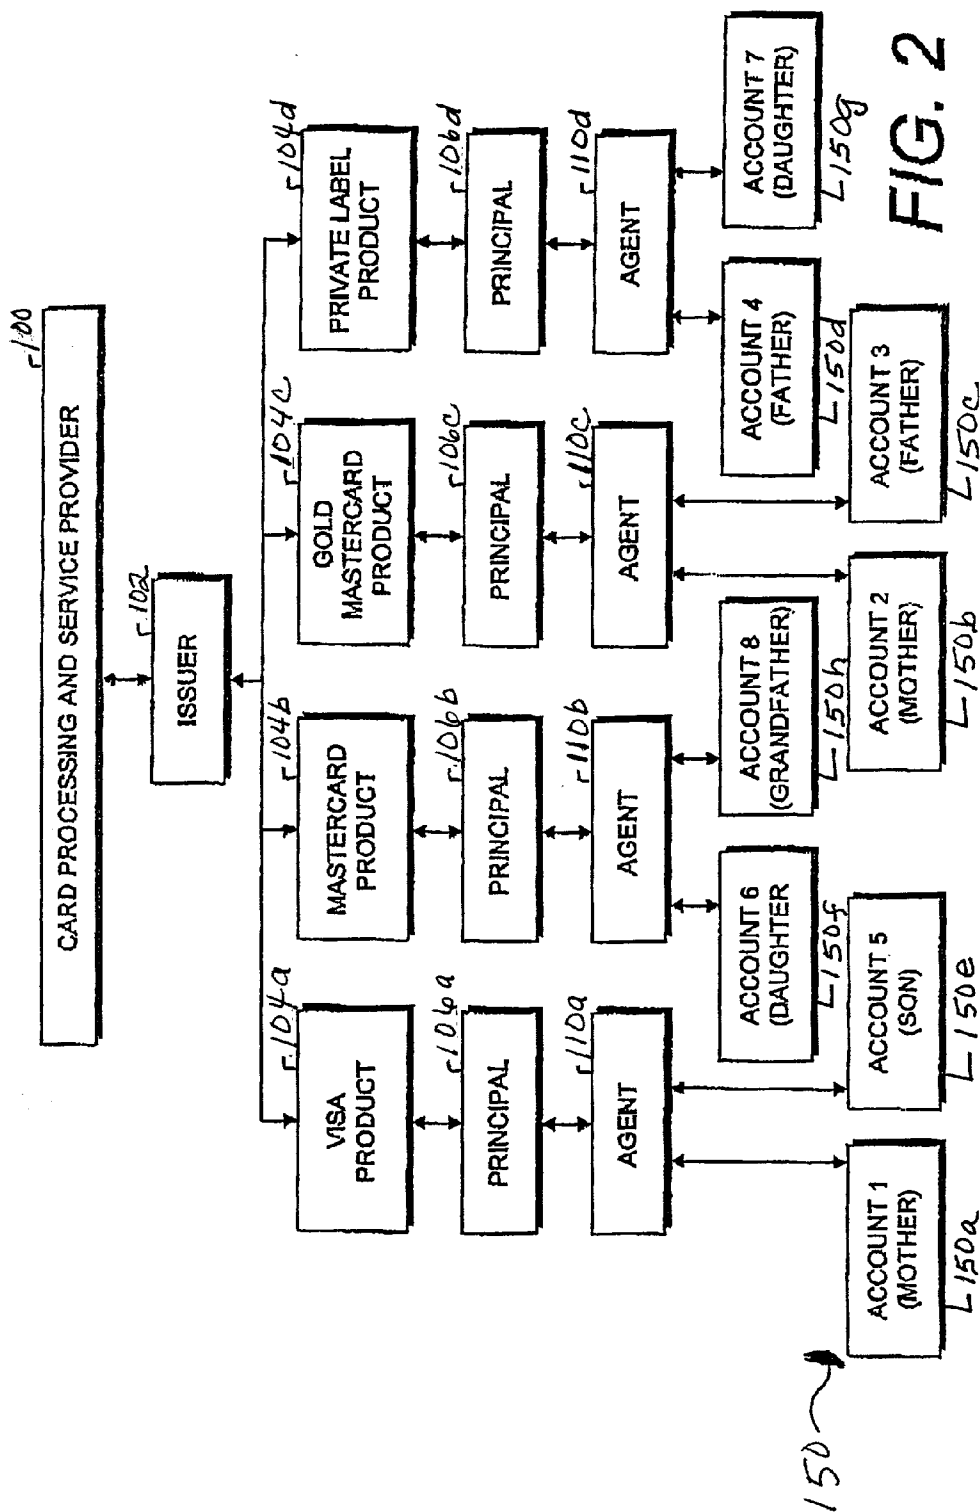 CARD PROCESSING AND SERVICE PROVIDER
100
ISSUER
102
VISA
PRODUCT
104a
MASTERCARD
PRODUCT
104b
GOLD
MASTERCARD
PRODUCT
104c
PRIVATE LABEL
PRODUCT
104d
PRINCIPAL
106a
PRINCIPAL
106b
PRINCIPAL
106c
PRINCIPAL
106d
AGENT
110a
AGENT
110b
AGENT
110c
AGENT
110d
ACCOUNT 6
(DAUGHTER
150f
ACCOUNT 8
(GRANDFATHER)
150h
ACCOUNT 4
(FATHER)
150d
ACCOUNT 7
(DAUGHTER)
150g
150
ACCOUNT 1
(MOTHER)
150a
ACCOUNT 5
(SON)
150e
ACCOUNT 2
(MOTHER)
150b
ACCOUNT 3
(FATHER)
150c
FIG. 2